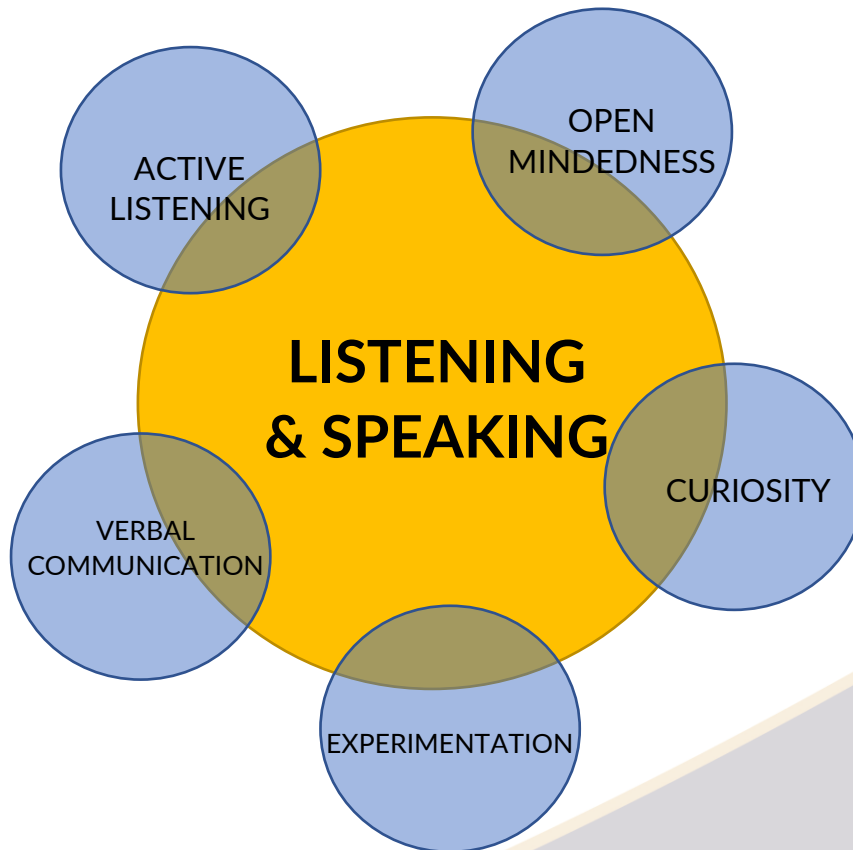 OPEN
MINDEDNESS
ACTIVE
LISTENING
LISTENING
& SPEAKING
CURIOSITY
VERBAL
COMMUNICATION
EXPERIMENTATION